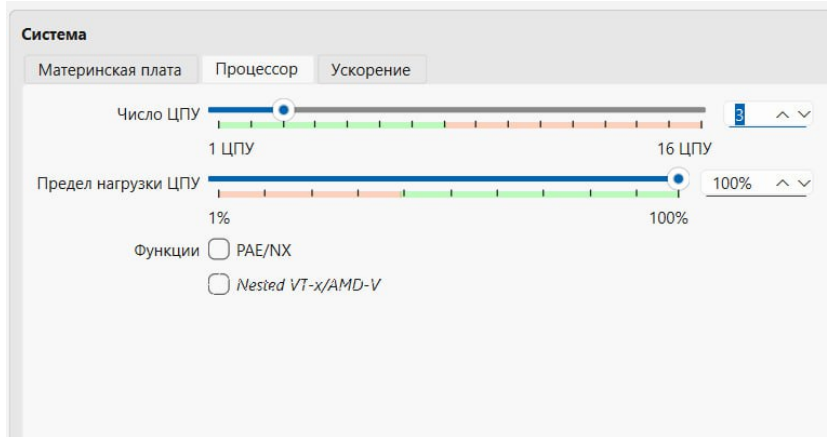 Система
Материнская плата Процессор Ускорение
Число ЦПУ 3
1 ЦПУ 16 ЦПУ
Предел нагрузки ЦПУ 100%
1% 100%
Функции PAE/NX
Nested VT-x/AMD-V